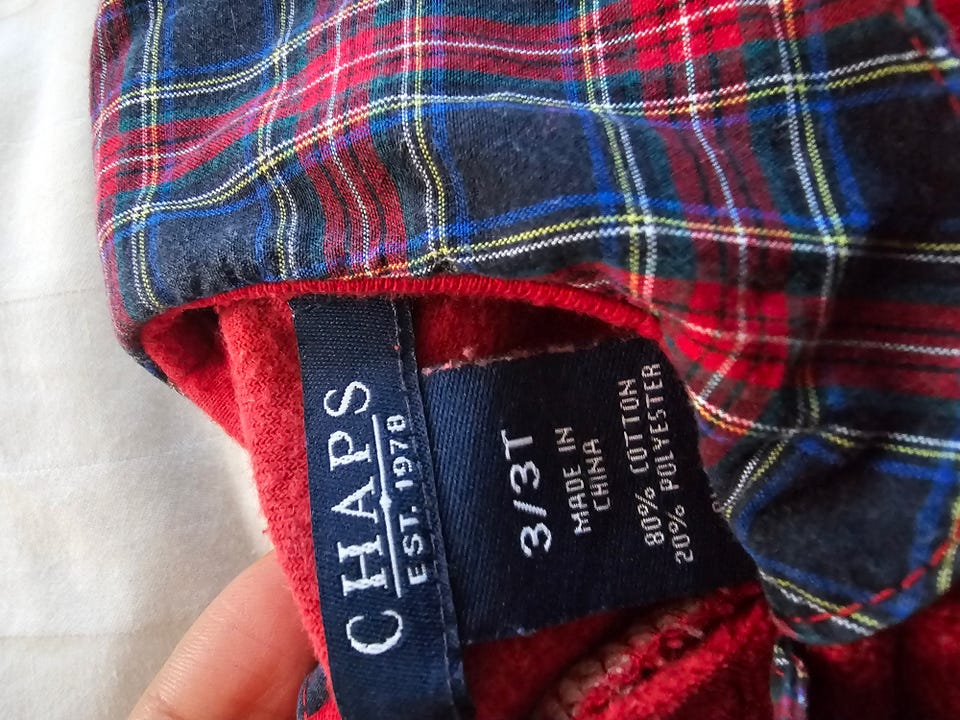 CHAPS
EST. 1978
3/3T
MADE IN
CHINA
80% COTTON
20% POLYESTER